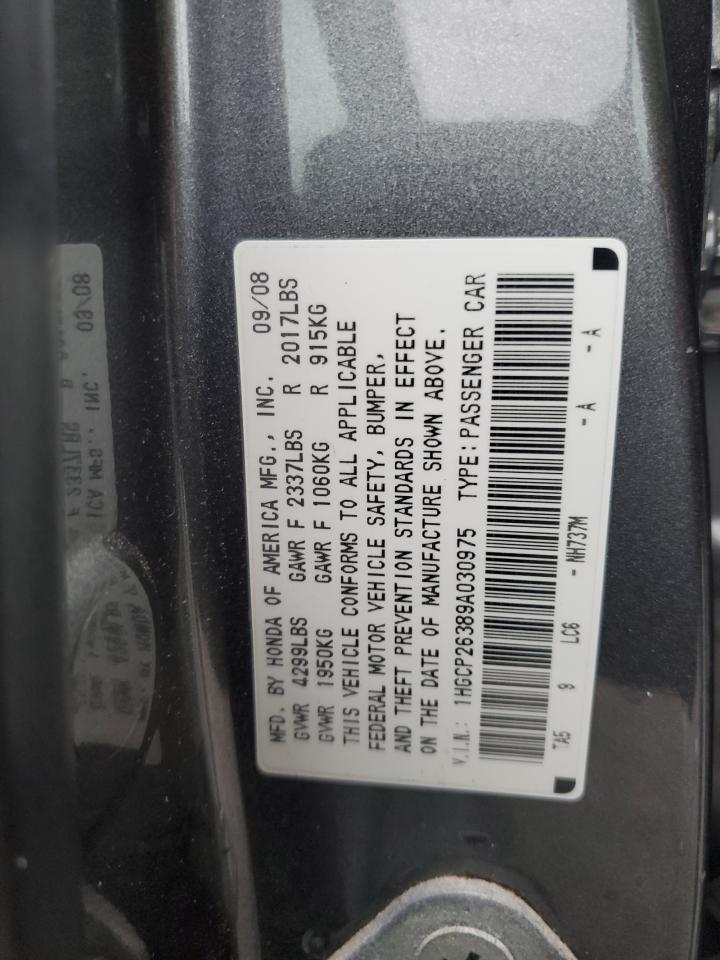 MFD. BY HONDA OF AMERICA MFG., INC. 09/08
GVWR 4299LBS GAWR F 2337LBS R 2017LBS
GVWR 1950KG GAWR F 1060KG R 915KG
THIS VEHICLE CONFORMS TO ALL APPLICABLE
FEDERAL MOTOR VEHICLE SAFETY, BUMPER,
AND THEFT PREVENTION STANDARDS IN EFFECT
ON THE DATE OF MANUFACTURE SHOWN ABOVE.
V.I.N.: 1HGCP26389A030975 TYPE: PASSENGER CAR
TA5 9 LC6 - NH737M - A - A